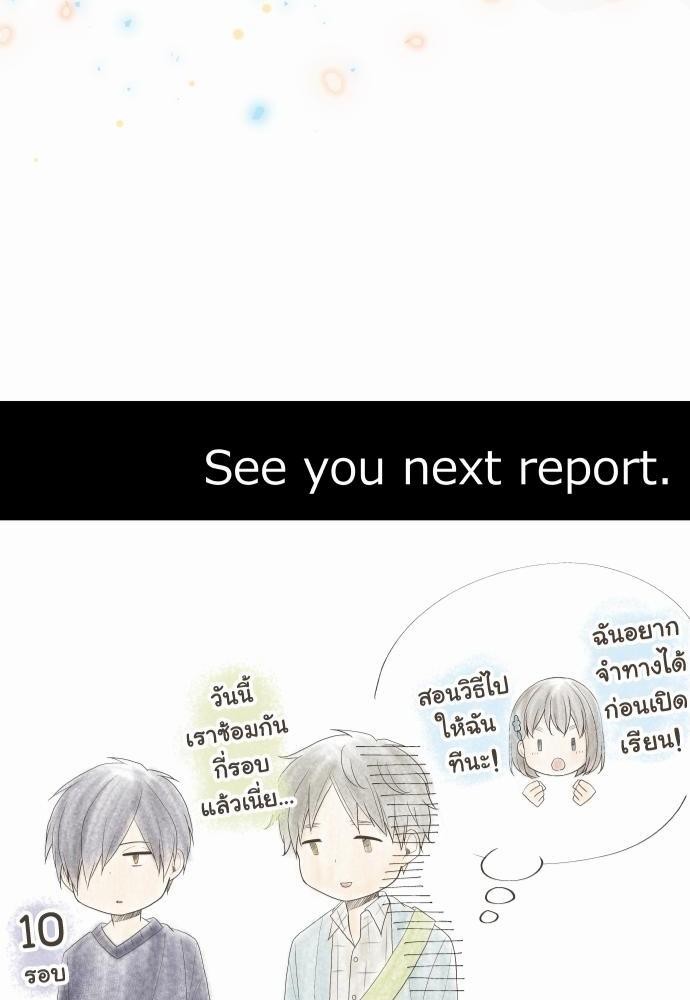 See you next report.
ฉันอยาก
จำทางได้
ก่อนเปิด
เรียน!
สอนวิธีไป
ให้ฉัน
ทีนะ!
วันนี้
เราซ้อมกัน
กี่รอบ
แล้วเนี่ย...
10
รอบ